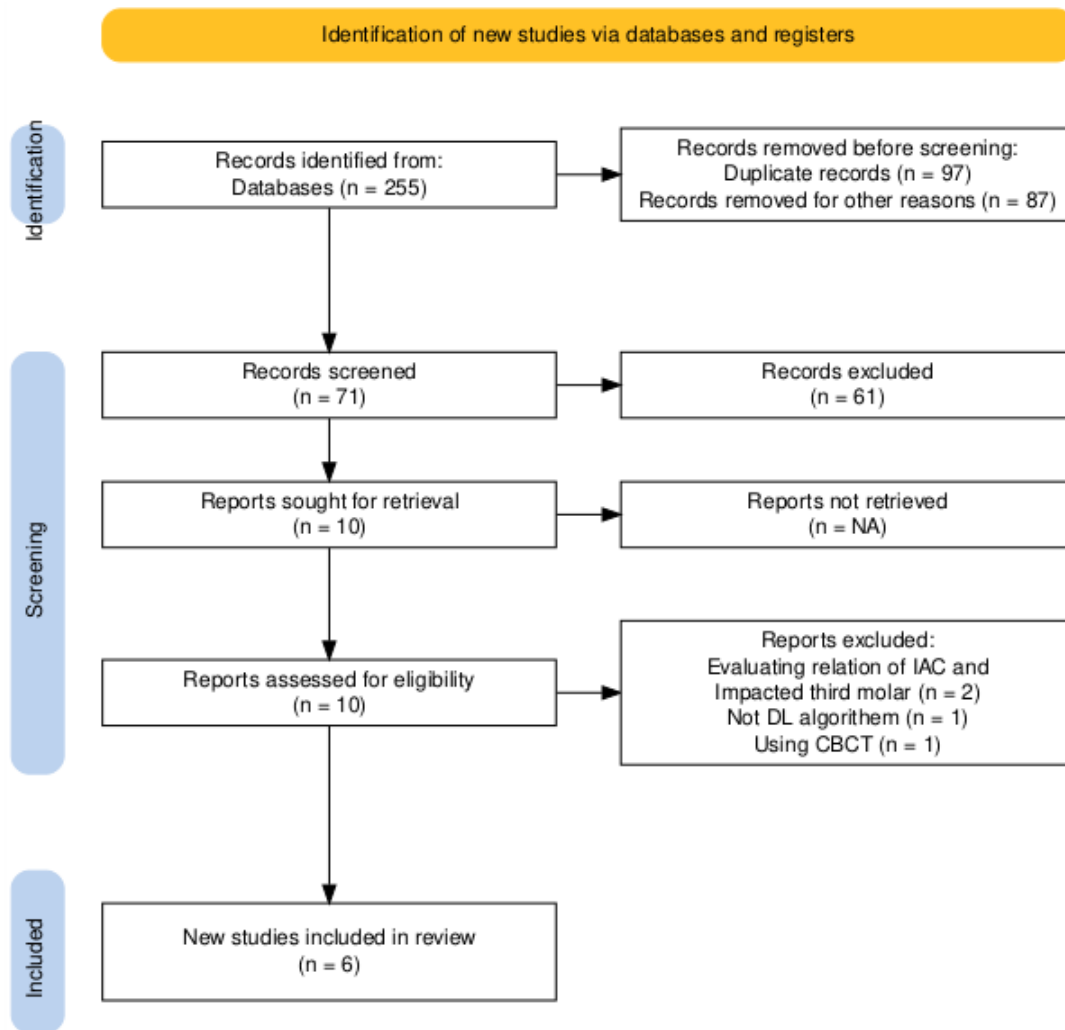 Identification of new studies via databases and registers
Identification
Records identified from:
Databases (n = 255)
Records removed before screening:
Duplicate records (n = 97)
Records removed for other reasons (n = 87)
Screening
Records screened
(n = 71)
Records excluded
(n = 61)
Reports sought for retrieval
(n = 10)
Reports not retrieved
(n = NA)
Reports assessed for eligibility
(n = 10)
Reports excluded:
Evaluating relation of IAC and
Impacted third molar (n = 2)
Not DL algorithem (n = 1)
Using CBCT (n = 1)
Included
New studies included in review
(n = 6)